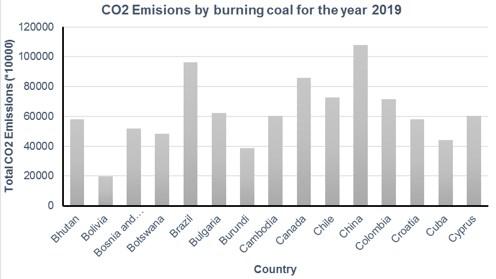 CO2 Emisions by burning coal for the year 2019
Total CO2 Emissions (*10000)
120000
100000
80000
60000
40000
20000
0
Bhutan
Bolivia
Bosnia and...
Botswana
Brazil
Bulgaria
Burundi
Cambodia
Canada
Chile
China
Colombia
Croatia
Cuba
Cyprus
Country